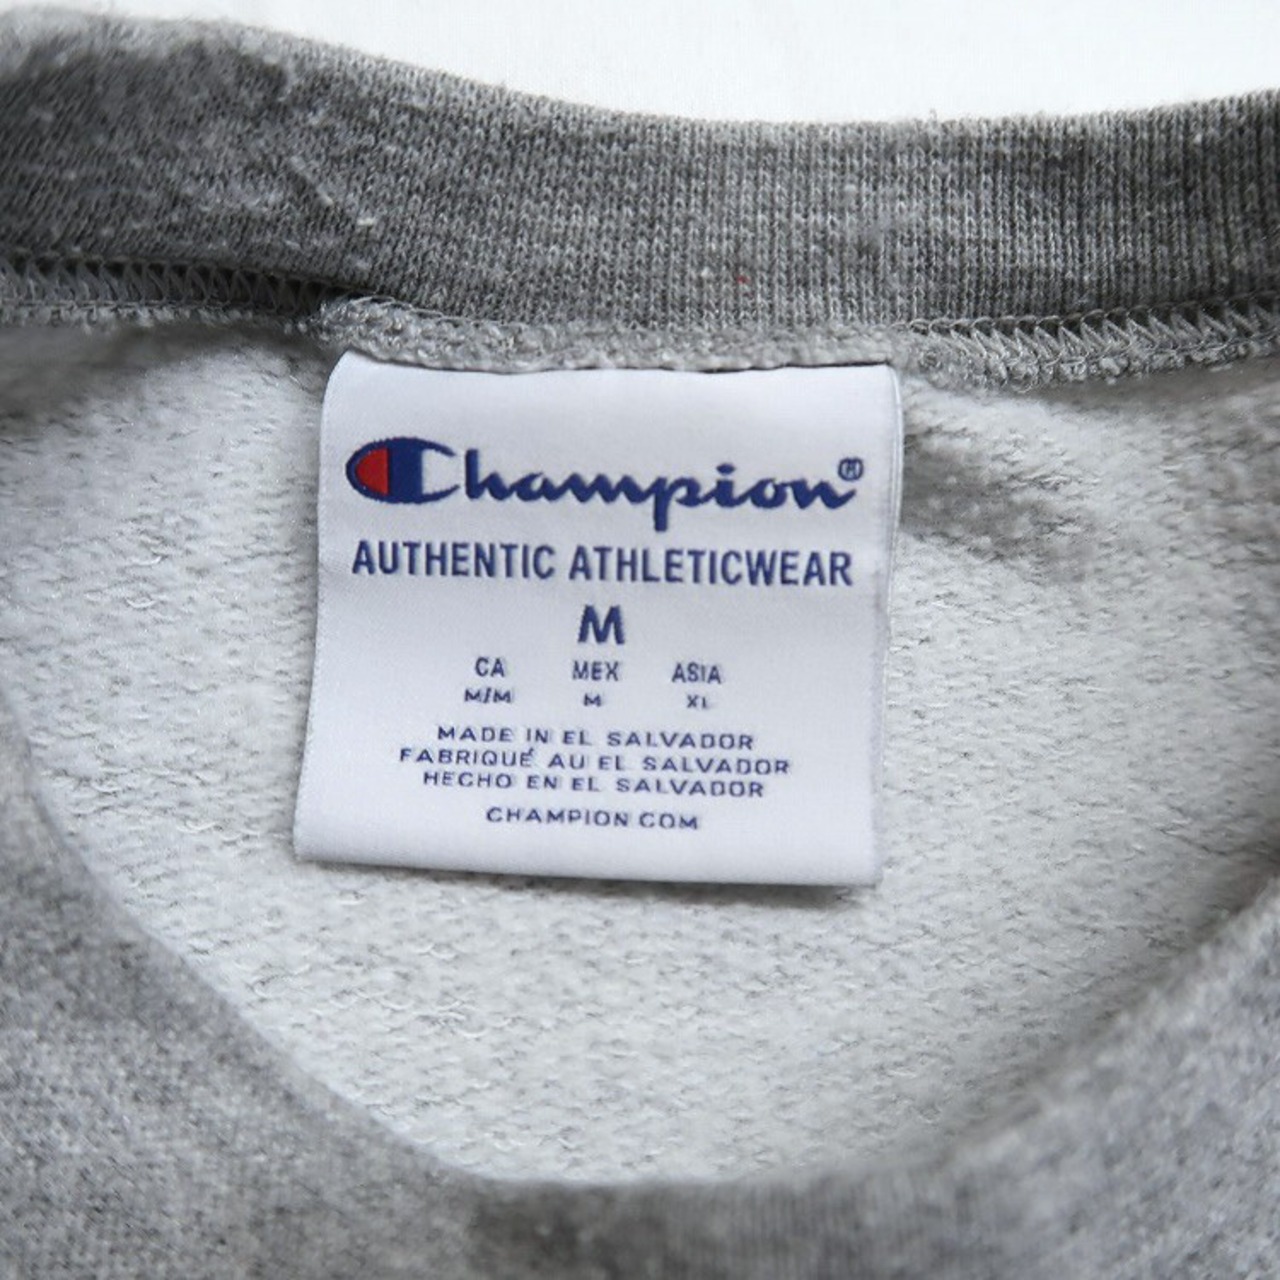 Champion®
AUTHENTIC ATHLETICWEAR
M
CA MEX ASIA
M/M M XL
MADE IN EL SALVADOR
FABRIQUÉ AU EL SALVADOR
HECHO EN EL SALVADOR
CHAMPION.COM